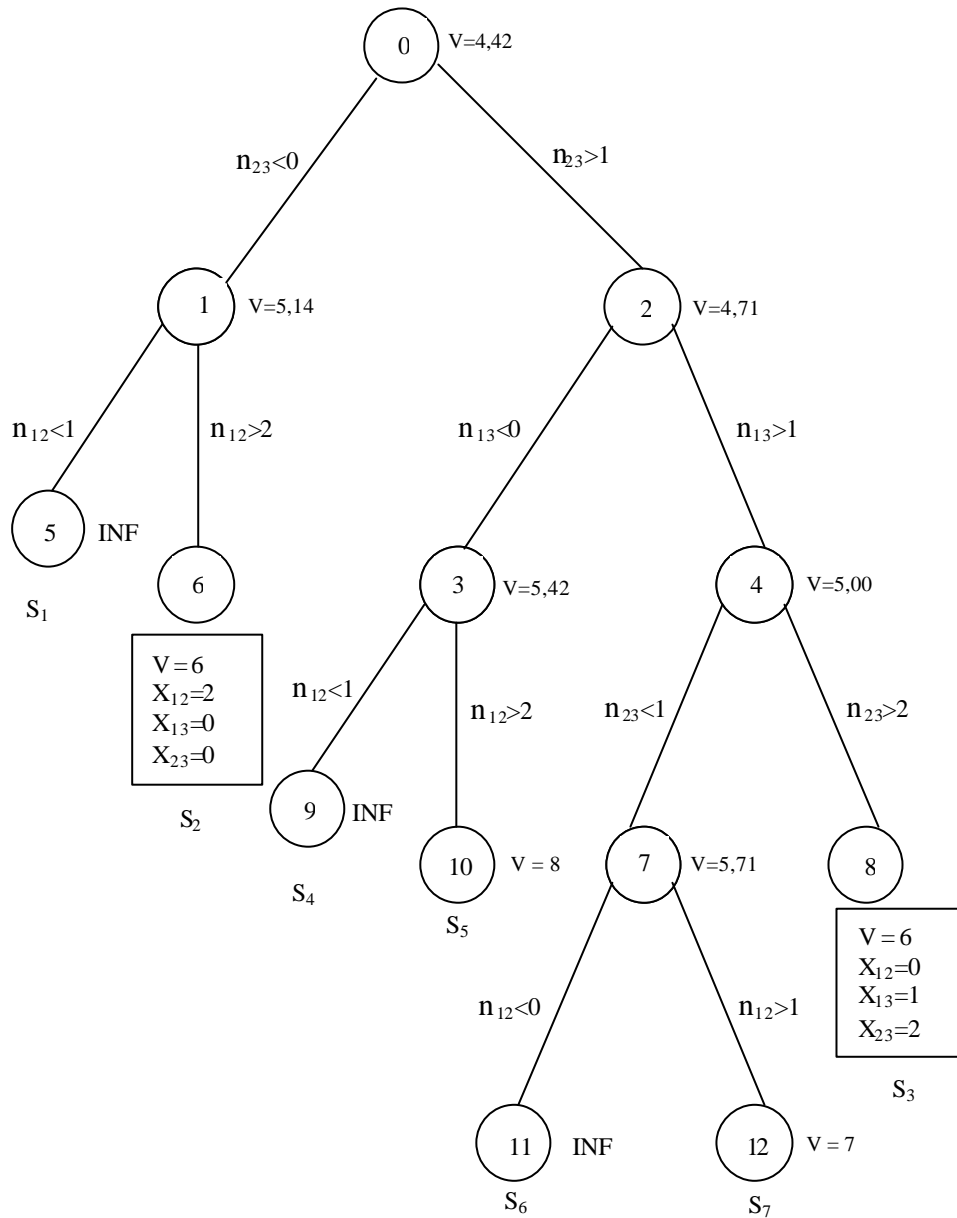 0 V=4,42
n23<0 n23>1
1 V=5,14 2 V=4,71
n12<1 n12>2 n13<0 n13>1
5 INF 6 3 V=5,42 4 V=5,00
S1
V = 6
X12=2
X13=0
X23=0
S2
n12<1 n12>2 n23<1 n23>2
9 INF 10 V = 8 7 V=5,71 8
S4 S5
V = 6
X12=0
X13=1
X23=2
S3
n12<0 n12>1
11 INF 12 V = 7
S6 S7